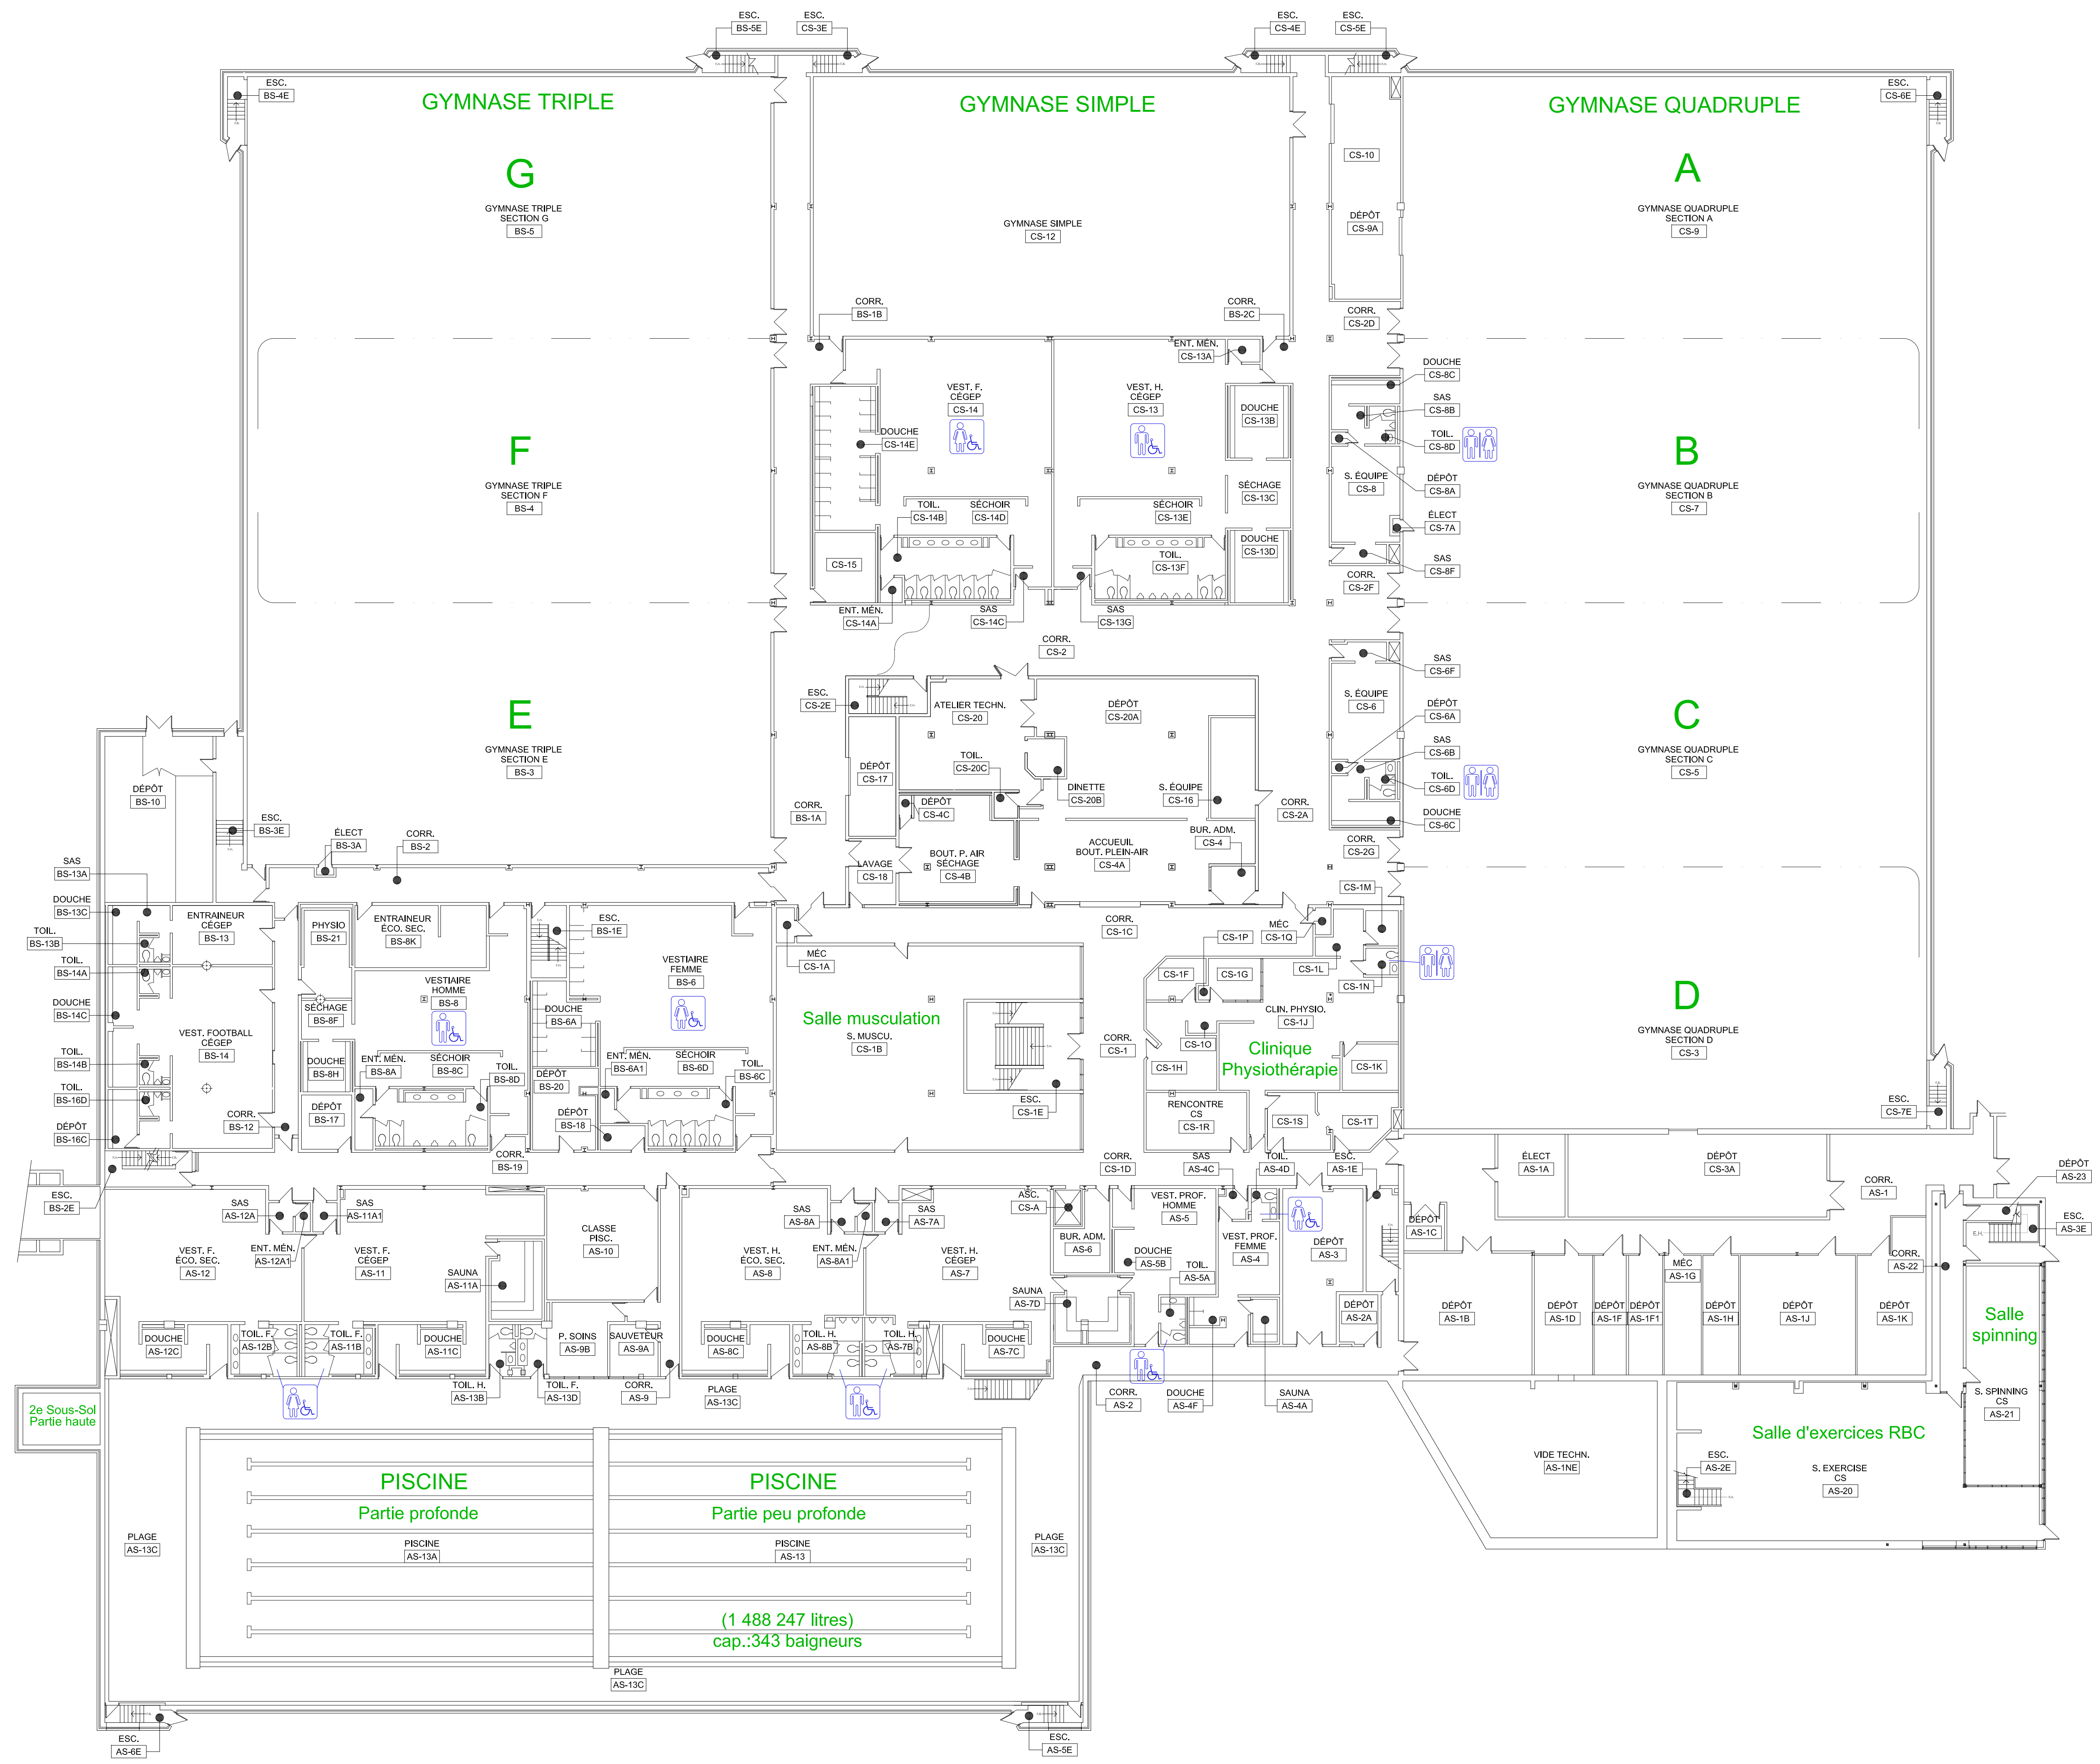 ESC.
BS-5E
ESC.
CS-3E
ESC.
CS-4E
ESC.
CS-5E
ESC.
BS-4E
GYMNASE TRIPLE
GYMNASE SIMPLE
GYMNASE QUADRUPLE
ESC.
CS-6E
G
GYMNASE TRIPLE
SECTION G
BS-5
GYMNASE SIMPLE
CS-12
CS-10
DÉPÔT
CS-9A
A
GYMNASE QUADRUPLE
SECTION A
CS-9
CORR.
BS-1B
CORR.
BS-2C
CORR.
CS-2D
ENT. MÉN.
CS-13A
VEST. F.
CÉGEP
CS-14
VEST. H.
CÉGEP
CS-13
DOUCHE
CS-13B
DOUCHE
CS-14E
DOUCHE
CS-8C
SAS
CS-8B
TOIL.
CS-8D
F
GYMNASE TRIPLE
SECTION F
BS-4
B
GYMNASE QUADRUPLE
SECTION B
CS-7
S. ÉQUIPE
CS-8
DÉPÔT
CS-8A
ÉLECT
CS-7A
SAS
CS-8F
SÉCHAGE
CS-13C
TOIL.
CS-14B
SÉCHOIR
CS-14D
SÉCHOIR
CS-13E
DOUCHE
CS-13D
TOIL.
CS-13F
CS-15
CORR.
CS-2F
ENT. MÉN.
CS-14A
SAS
CS-14C
SAS
CS-13G
CORR.
CS-2
SAS
CS-6F
S. ÉQUIPE
CS-6
DÉPÔT
CS-6A
SAS
CS-6B
TOIL.
CS-6D
DOUCHE
CS-6C
E
GYMNASE TRIPLE
SECTION E
BS-3
C
GYMNASE QUADRUPLE
SECTION C
CS-5
ESC.
CS-2E
ATELIER TECHN.
CS-20
DÉPÔT
CS-20A
DÉPÔT
CS-17
TOIL.
CS-20C
DINETTE
CS-20B
S. ÉQUIPE
CS-16
CORR.
CS-2A
DÉPÔT
BS-10
ESC.
BS-3E
ÉLECT
BS-3A
CORR.
BS-2
CORR.
BS-1A
DÉPÔT
CS-4C
BUR. ADM.
CS-4
CORR.
CS-2G
LAVAGE
CS-18
BOUT. P. AIR
SÉCHAGE
CS-4B
ACCUEUIL
BOUT. PLEIN-AIR
CS-4A
SAS
BS-13A
DOUCHE
BS-13C
TOIL.
BS-13B
TOIL.
BS-14A
DOUCHE
BS-14C
TOIL.
BS-14B
TOIL.
BS-16D
DÉPÔT
BS-16C
ENTRAINEUR
CÉGEP
BS-13
PHYSIO
BS-21
ENTRAINEUR
ÉCO. SEC.
BS-8K
ESC.
BS-1E
VESTIAIRE
FEMME
BS-6
MÉC
CS-1A
CORR.
CS-1C
MÉC
CS-1Q
CS-1M
CS-1P
CS-1L
CS-1N
CS-1F
CS-1G
VEST. FOOTBALL
CÉGEP
BS-14
SÉCHAGE
BS-8F
VESTIAIRE
HOMME
BS-8
DOUCHE
BS-6A
Salle musculation
S. MUSCU.
CS-1B
CLIN. PHYSIO.
CS-1J
CS-1O
Clinique
Physiothérapie
CORR.
CS-1
CS-1H
CS-1K
D
GYMNASE QUADRUPLE
SECTION D
CS-3
DOUCHE
BS-8H
ENT. MÉN.
BS-8A
SÉCHOIR
BS-8C
TOIL.
BS-8D
DÉPÔT
BS-20
ENT. MÉN.
BS-6A1
SÉCHOIR
BS-6D
TOIL.
BS-6C
CORR.
BS-12
DÉPÔT
BS-17
DÉPÔT
BS-18
CORR.
BS-19
ESC.
CS-1E
RENCONTRE
CS
CS-1R
CS-1S
CS-1T
ESC.
CS-7E
CORR.
CS-1D
SAS
AS-4C
TOIL.
AS-4D
ESC.
AS-1E
ÉLECT
AS-1A
DÉPÔT
CS-3A
CORR.
AS-1
DÉPÔT
AS-23
ESC.
AS-3E
E.H.
ESC.
BS-2E
SAS
AS-12A
SAS
AS-11A1
VEST. F.
ÉCO. SEC.
AS-12
ENT. MÉN.
AS-12A1
VEST. F.
CÉGEP
AS-11
SAUNA
AS-11A
CLASSE
PISC.
AS-10
SAS
AS-8A
SAS
AS-7A
VEST. H.
ÉCO. SEC.
AS-8
ENT. MÉN.
AS-8A1
VEST. H.
CÉGEP
AS-7
ASC.
CS-A
BUR. ADM.
AS-6
VEST. PROF.
HOMME
AS-5
DOUCHE
AS-5B
VEST. PROF.
FEMME
AS-4
TOIL.
AS-5A
DÉPÔT
AS-3
DÉPÔT
AS-1C
SAUNA
AS-7D
DÉPÔT
AS-2A
DÉPÔT
AS-1B
DÉPÔT
AS-1D
DÉPÔT
AS-1F
DÉPÔT
AS-1F1
MÉC
AS-1G
DÉPÔT
AS-1H
DÉPÔT
AS-1J
DÉPÔT
AS-1K
CORR.
AS-22
Salle
spinning
DOUCHE
AS-12C
TOIL. F.
AS-12B
TOIL. F.
AS-11B
DOUCHE
AS-11C
P. SOINS
AS-9B
SAUVETEUR
AS-9A
DOUCHE
AS-8C
TOIL. H.
AS-8B
TOIL. H.
AS-7B
DOUCHE
AS-7C
TOIL. H.
AS-13B
TOIL. F.
AS-13D
CORR.
AS-9
PLAGE
AS-13C
CORR.
AS-2
DOUCHE
AS-4F
SAUNA
AS-4A
2e Sous-Sol
Partie haute
S. SPINNING
CS
AS-21
Salle d'exercices RBC
S. EXERCISE
CS
AS-20
ESC.
AS-2E
VIDE TECHN.
AS-1NE
PISCINE
Partie profonde
PISCINE
Partie peu profonde
PLAGE
AS-13C
PISCINE
AS-13A
PISCINE
AS-13
PLAGE
AS-13C
(1 488 247 litres)
cap.:343 baigneurs
PLAGE
AS-13C
ESC.
AS-6E
ESC.
AS-5E